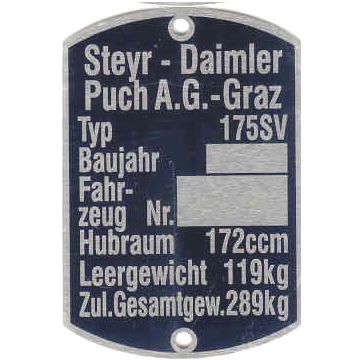 Steyr - Daimler
Puch A.G.-Graz
Typ 175SV
Baujahr
Fahr-
zeug Nr.
Hubraum 172ccm
Leergewicht 119kg
Zul.Gesamtgew.289kg